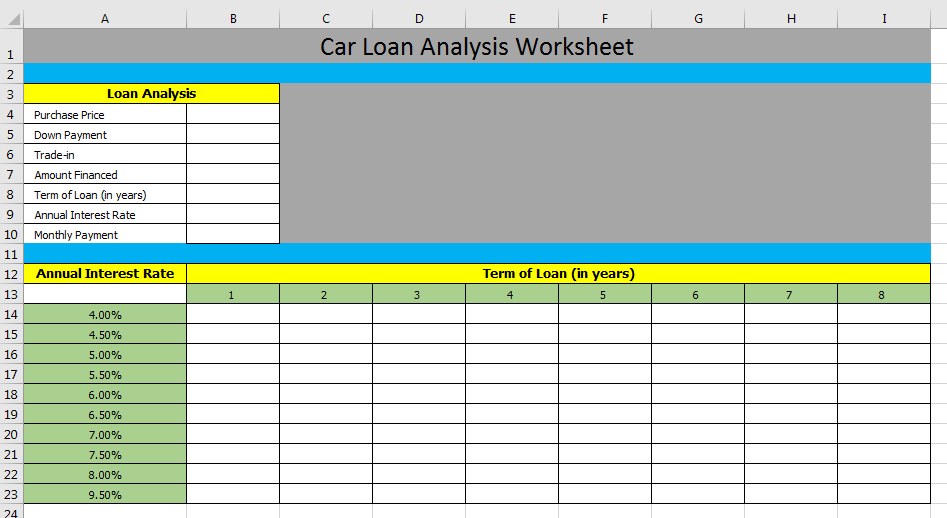 A B C D E F G H I
1 Car Loan Analysis Worksheet
2
3 Loan Analysis
4 Purchase Price
5 Down Payment
6 Trade-in
7 Amount Financed
8 Term of Loan (in years)
9 Annual Interest Rate
10 Monthly Payment
11
12 Annual Interest Rate Term of Loan (in years)
13 1 2 3 4 5 6 7 8
14 4.00%
15 4.50%
16 5.00%
17 5.50%
18 6.00%
19 6.50%
20 7.00%
21 7.50%
22 8.00%
23 9.50%
24